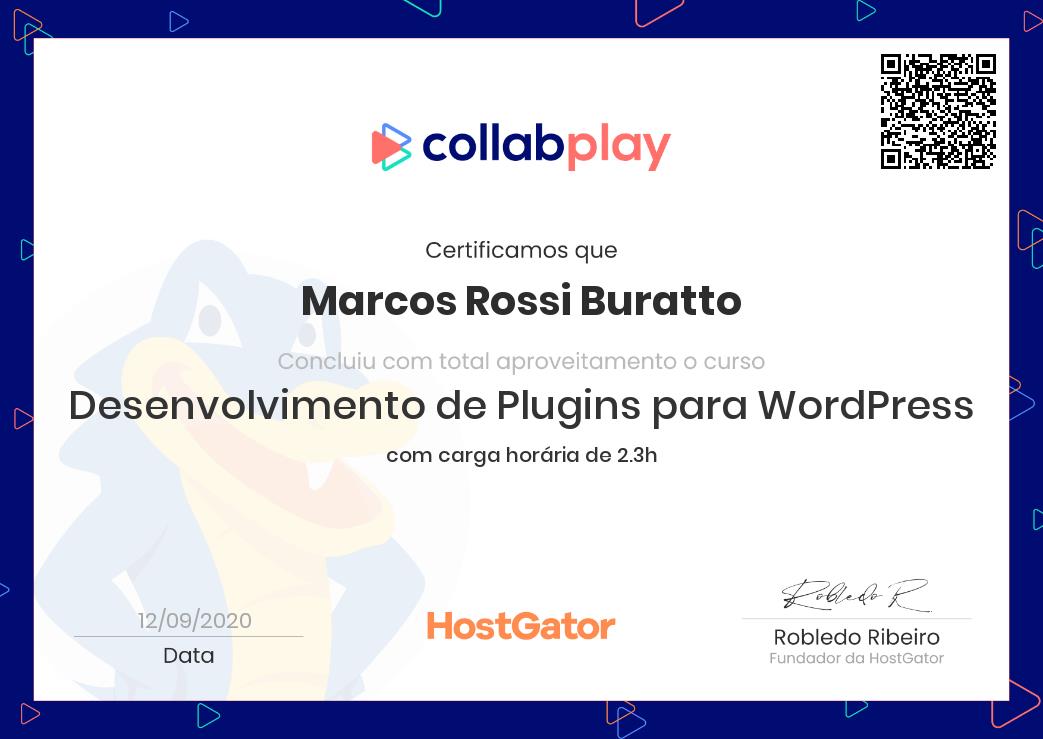 collabplay
Certificamos que
Marcos Rossi Buratto
Concluiu com total aproveitamento o curso
Desenvolvimento de Plugins para WordPress
com carga horária de 2.3h
12/09/2020
Data
HostGator
Robledo R.
Robledo Ribeiro
Fundador da HostGator